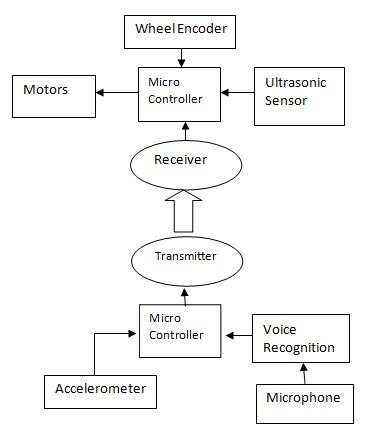 Wheel Encoder
Motors
Micro
Controller
Ultrasonic
Sensor
Receiver
Transmitter
Micro
Controller
Voice
Recognition
Accelerometer
Microphone